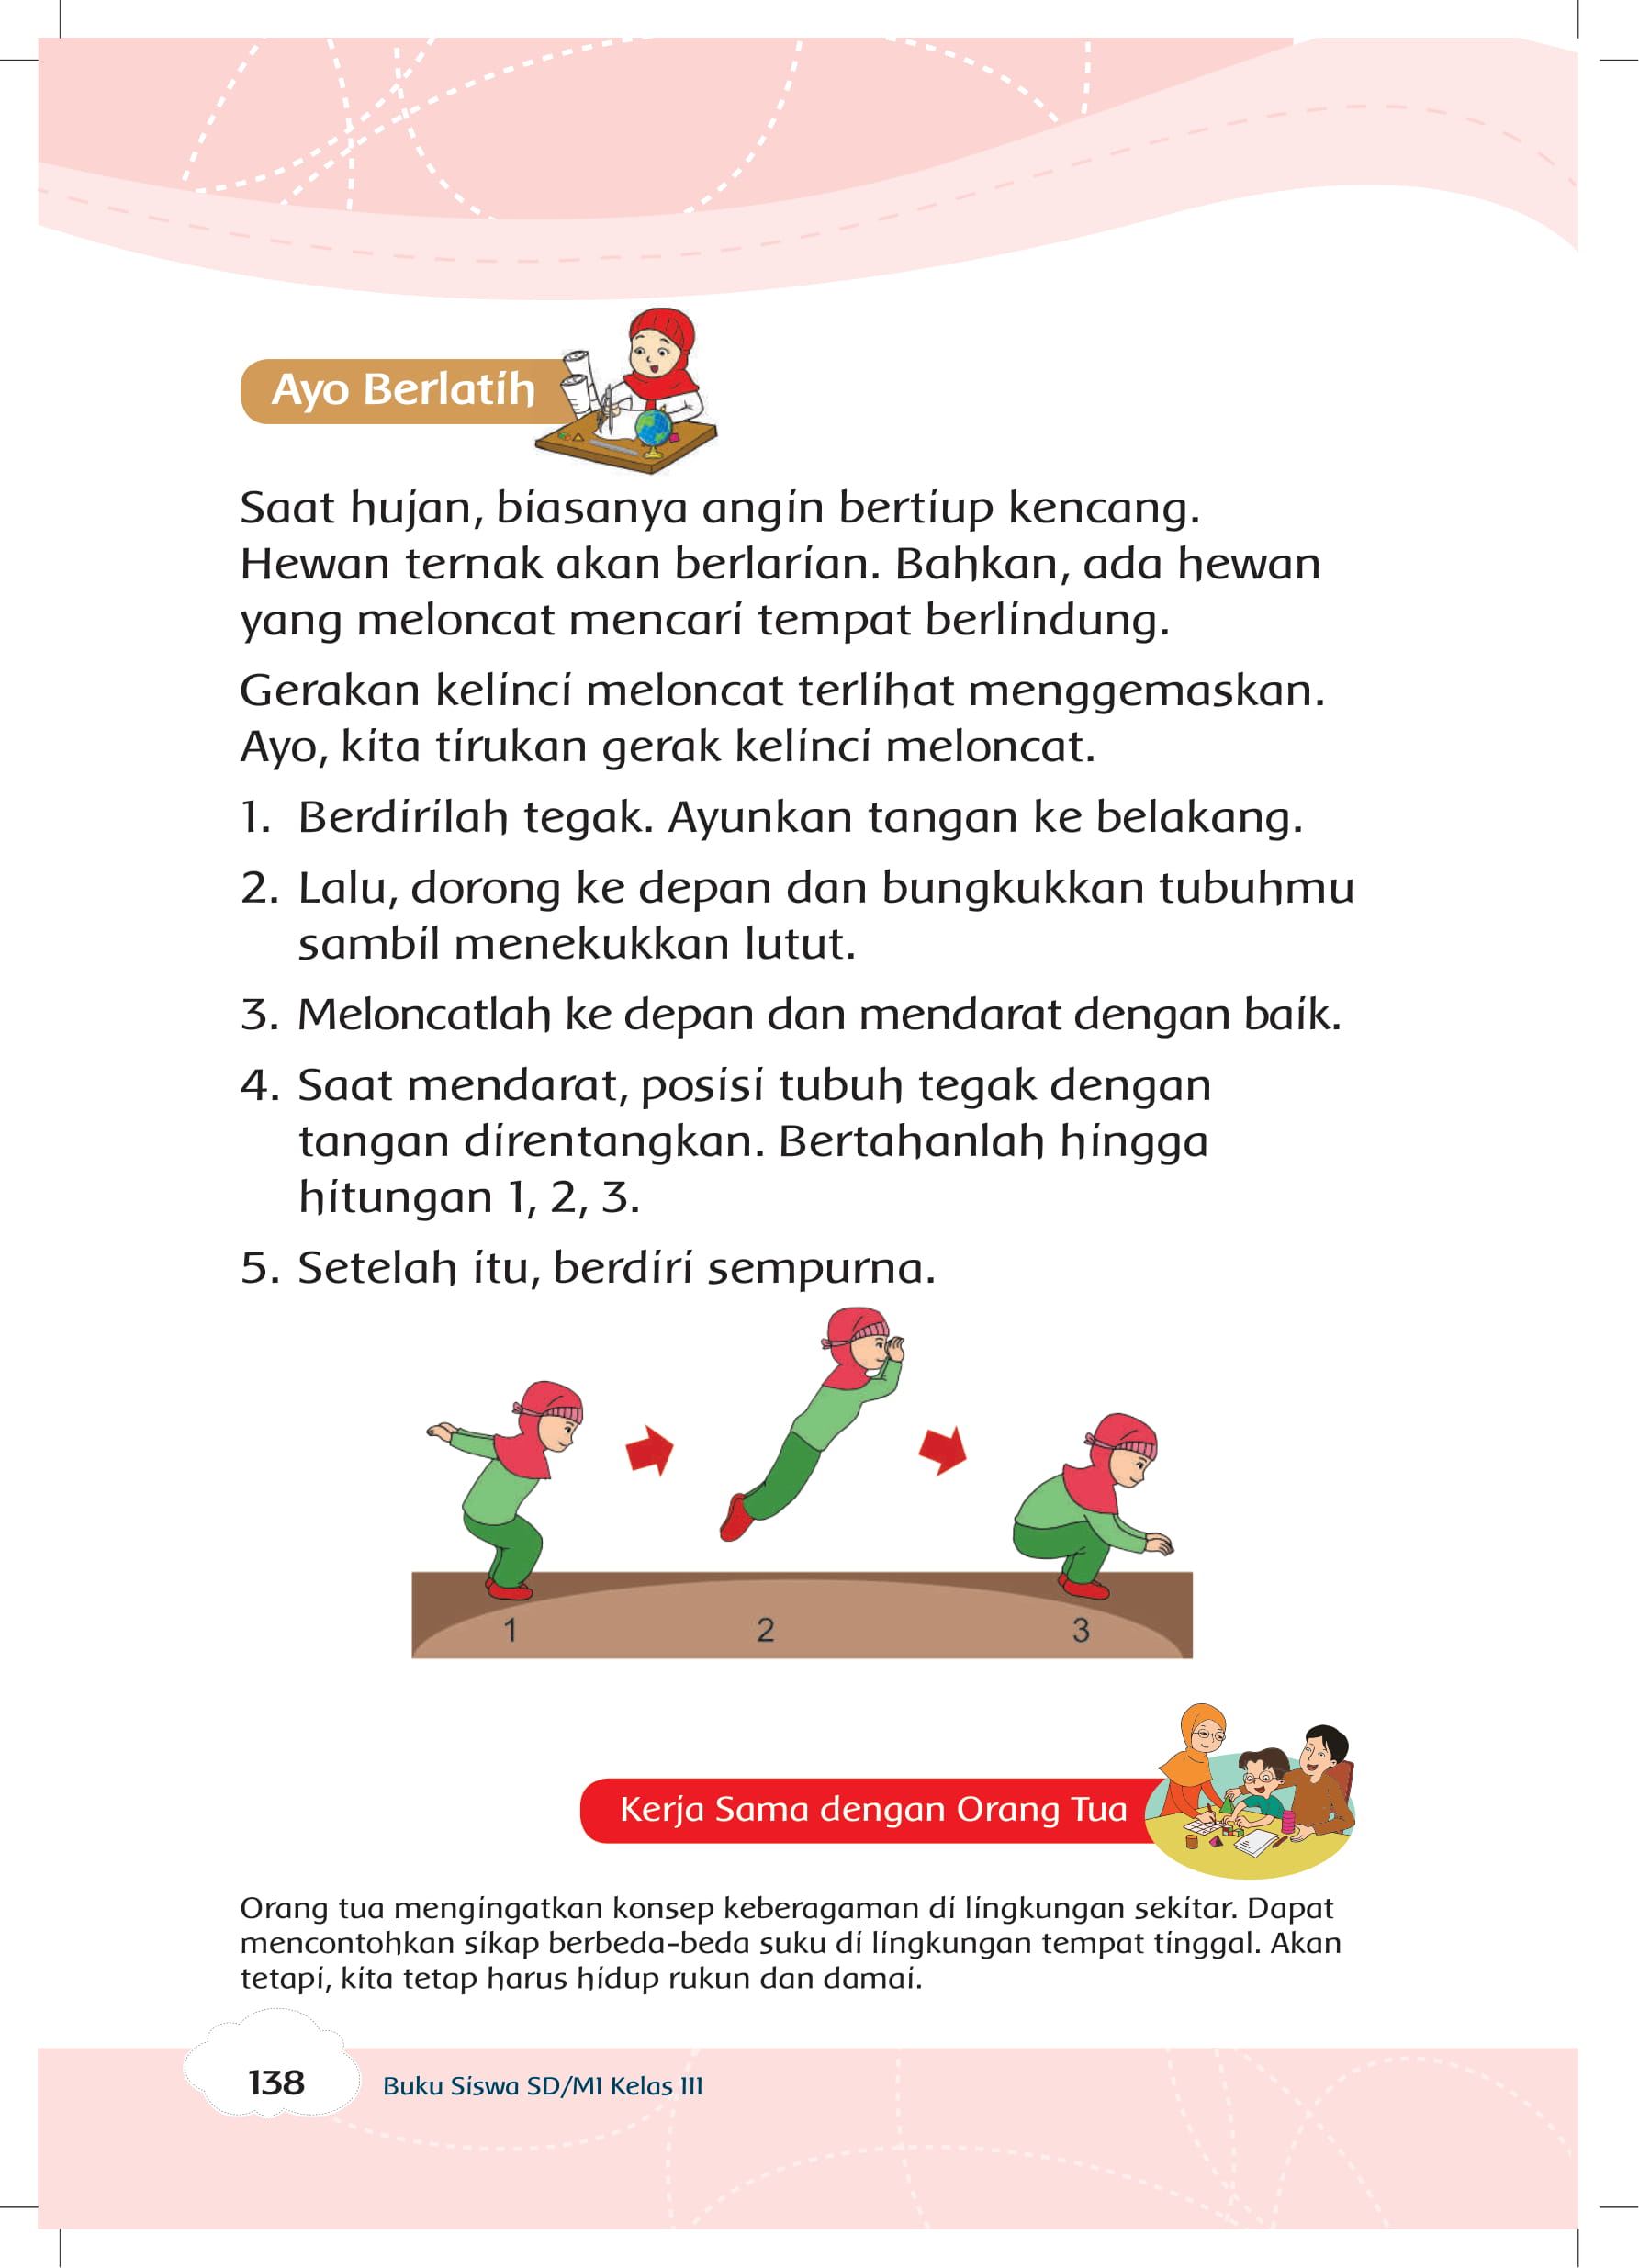 Ayo Berlatih
Saat hujan, biasanya angin bertiup kencang.
Hewan ternak akan berlarian. Bahkan, ada hewan
yang meloncat mencari tempat berlindung.
Gerakan kelinci meloncat terlihat menggemaskan.
Ayo, kita tirukan gerak kelinci meloncat.
1. Berdirilah tegak. Ayunkan tangan ke belakang.
2. Lalu, dorong ke depan dan bungkukkan tubuhmu
sambil menekukkan lutut.
3. Meloncatlah ke depan dan mendarat dengan baik.
4. Saat mendarat, posisi tubuh tegak dengan
tangan direntangkan. Bertahanlah hingga
hitungan 1, 2, 3.
5. Setelah itu, berdiri sempurna.
1 2 3
Kerja Sama dengan Orang Tua
Orang tua mengingatkan konsep keberagaman di lingkungan sekitar. Dapat
mencontohkan sikap berbeda-beda suku di lingkungan tempat tinggal. Akan
tetapi, kita tetap harus hidup rukun dan damai.
138 Buku Siswa SD/MI Kelas III